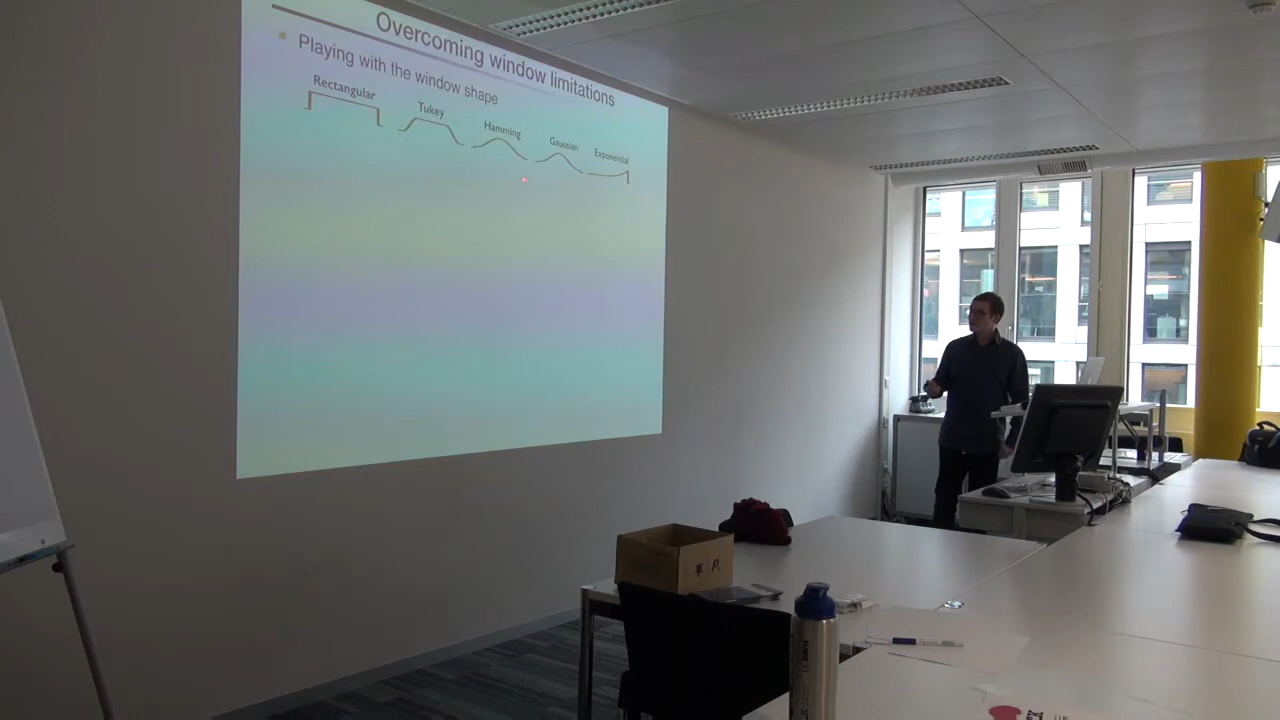 Overcoming window limitations
Playing with the window shape
Rectangular
Tukey
Hamming
Gaussian
Exponential
* P.